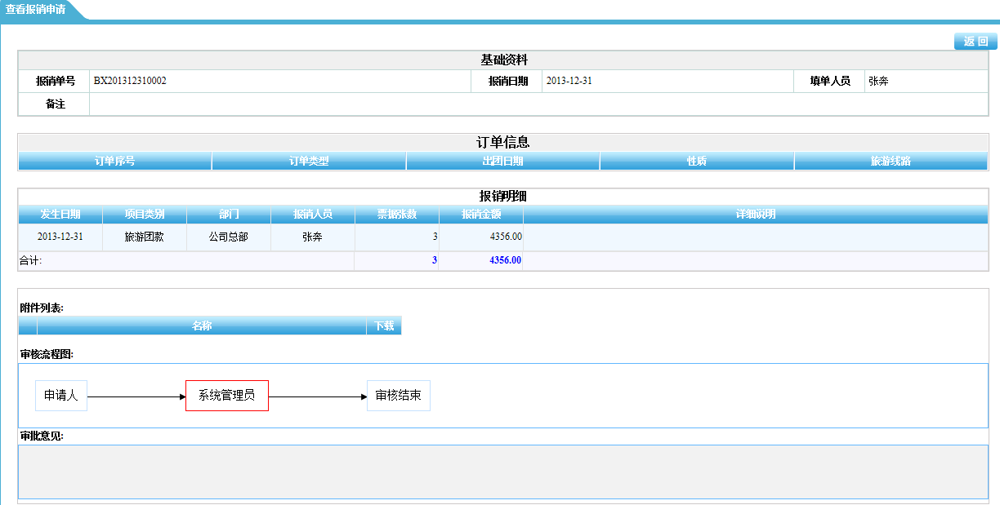 查看报销申请
返 回
基础资料
报销单号 BX201312310002 报销日期 2013-12-31 填单人员 张奔
备注
订单信息
订单序号 订单类型 出团日期 性质 旅游线路
报销明细
发生日期 项目类别 部门 报销人员 票据张数 报销金额 详细说明
2013-12-31 旅游团款 公司总部 张奔 3 4356.00
合计: 3 4356.00
附件列表:
名称 下载
审核流程图:
申请人 系统管理员 审核结束
审批意见: